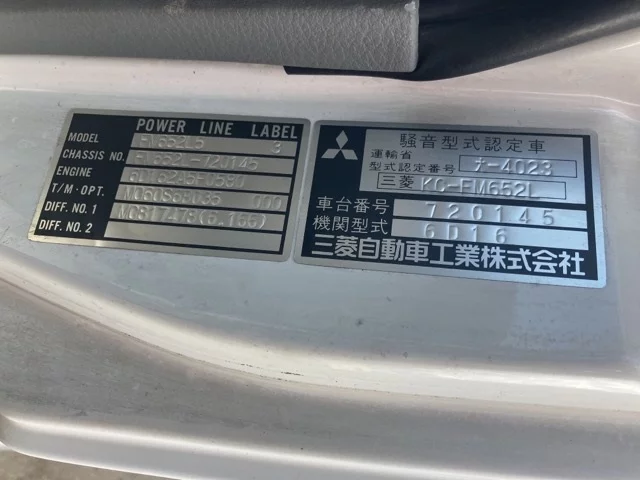 POWER LINE LABEL
MODEL 3
CHASSIS NO.
ENGINE
T/M・OPT. 000
DIFF. NO. 1 MC817478(6.166)
DIFF. NO. 2
騒音型式認定車
運輸省
型式認定番号 ナ-4023
三菱 KC-FM652L
車台番号 720145
機関型式 6D16
三菱自動車工業株式会社